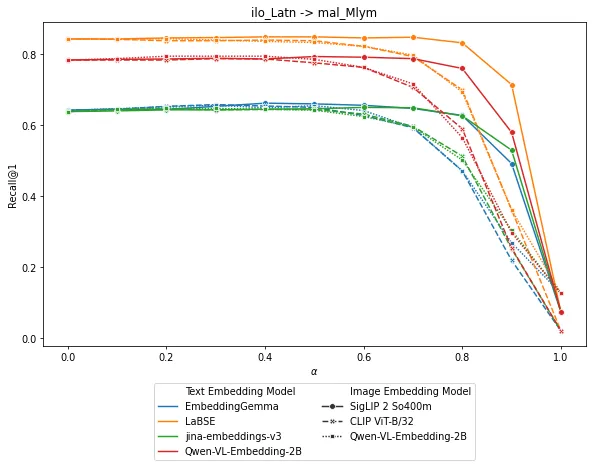 ilo_Latn -> mal_Mlym
Recall@1
0.8
0.6
0.4
0.2
0.0
0.0 0.2 0.4 0.6 0.8 1.0
α
Text Embedding Model Image Embedding Model
EmbeddingGemma SigLIP 2 So400m
LaBSE CLIP ViT-B/32
jina-embeddings-v3 Qwen-VL-Embedding-2B
Qwen-VL-Embedding-2B